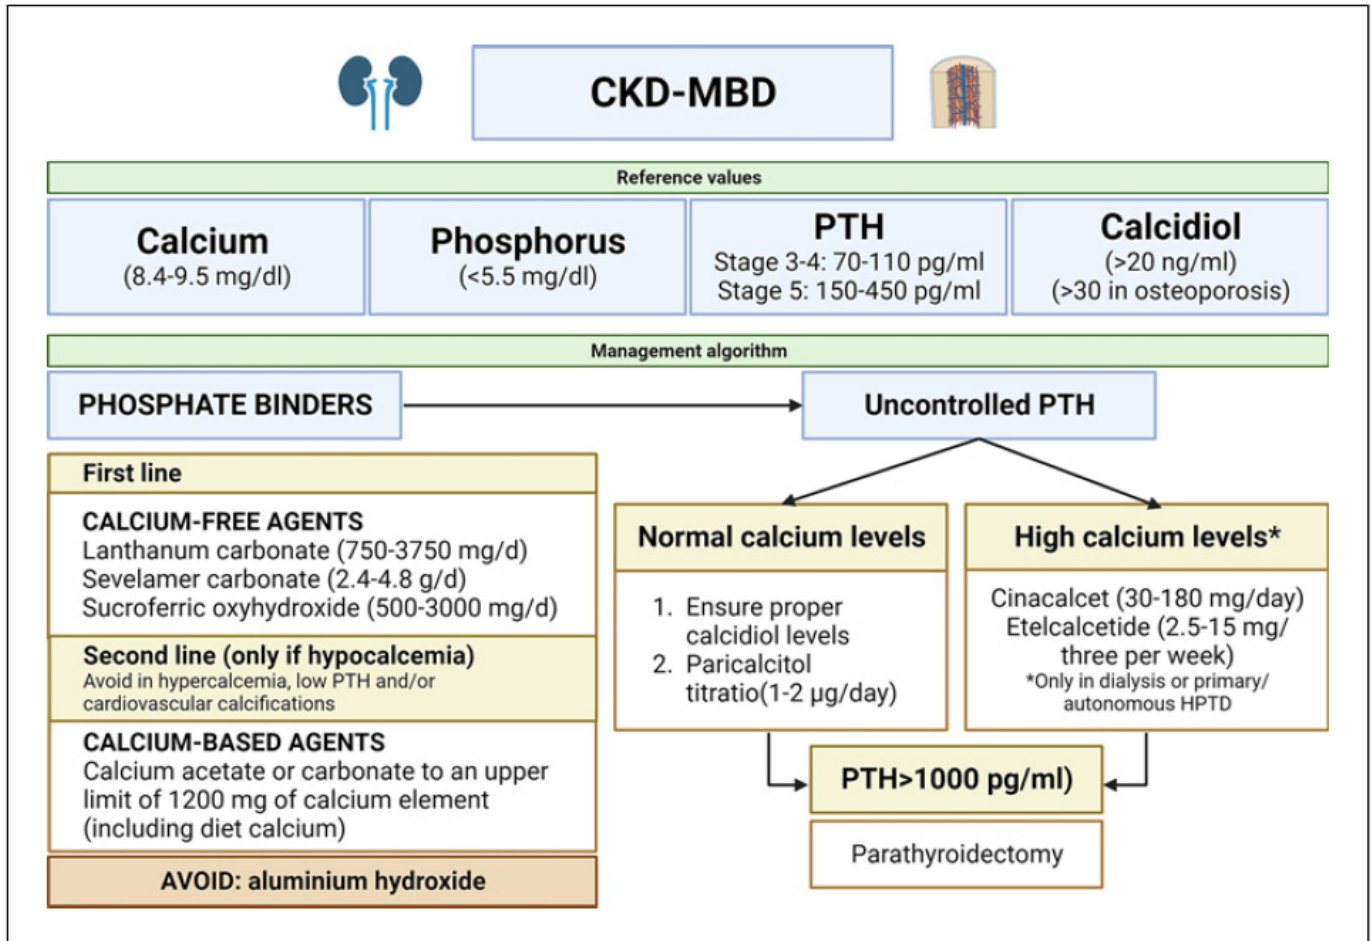 CKD-MBD
Reference values
Calcium
(8.4-9.5 mg/dl)
Phosphorus
(<5.5 mg/dl)
PTH
Stage 3-4: 70-110 pg/ml
Stage 5: 150-450 pg/ml
Calcidiol
(>20 ng/ml)
(>30 in osteoporosis)
Management algorithm
PHOSPHATE BINDERS
Uncontrolled PTH
First line
CALCIUM-FREE AGENTS
Lanthanum carbonate (750-3750 mg/d)
Sevelamer carbonate (2.4-4.8 g/d)
Sucroferric oxyhydroxide (500-3000 mg/d)
Second line (only if hypocalcemia)
Avoid in hypercalcemia, low PTH and/or
cardiovascular calcifications
CALCIUM-BASED AGENTS
Calcium acetate or carbonate to an upper
limit of 1200 mg of calcium element
(including diet calcium)
AVOID: aluminium hydroxide
Normal calcium levels
1. Ensure proper
calcidiol levels
2. Paricalcitol
titratio(1-2 µg/day)
High calcium levels*
Cinacalcet (30-180 mg/day)
Etelcalcetide (2.5-15 mg/
three per week)
*Only in dialysis or primary/
autonomous HPTD
PTH>1000 pg/ml)
Parathyroidectomy